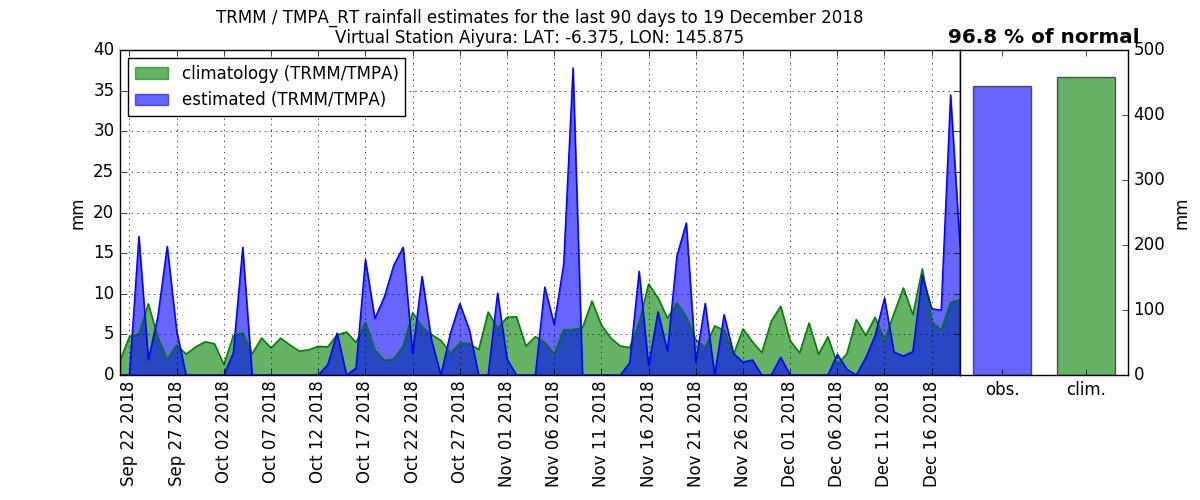 TRMM / TMPA_RT rainfall estimates for the last 90 days to 19 December 2018
Virtual Station Aiyura: LAT: -6.375, LON: 145.875
96.8 % of normal
climatology (TRMM/TMPA)
estimated (TRMM/TMPA)
40
35
30
25
20
15
10
5
0
mm
Sep 22 2018
Sep 27 2018
Oct 02 2018
Oct 07 2018
Oct 12 2018
Oct 17 2018
Oct 22 2018
Oct 27 2018
Nov 01 2018
Nov 06 2018
Nov 11 2018
Nov 16 2018
Nov 21 2018
Nov 26 2018
Dec 01 2018
Dec 06 2018
Dec 11 2018
Dec 16 2018
500
400
300
200
100
0
mm
obs.
clim.